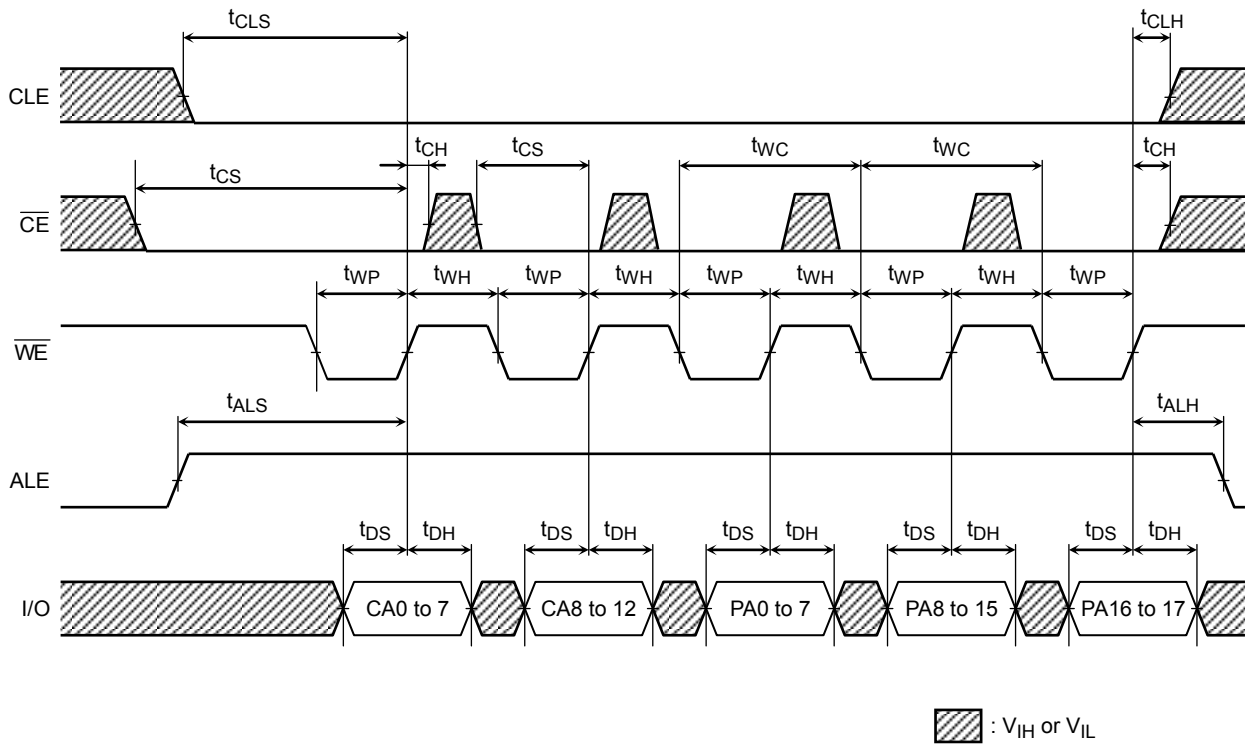 tCLS tCLH
CLE
tCH tCS tWC tWC tCH
tCS
CE
tWP tWH tWP tWH tWP tWH tWP tWH tWP
WE
tALS tALH
ALE
tDS tDH tDS tDH tDS tDH tDS tDH tDS tDH
I/O CA0 to 7 CA8 to 12 PA0 to 7 PA8 to 15 PA16 to 17
: VIH or VIL